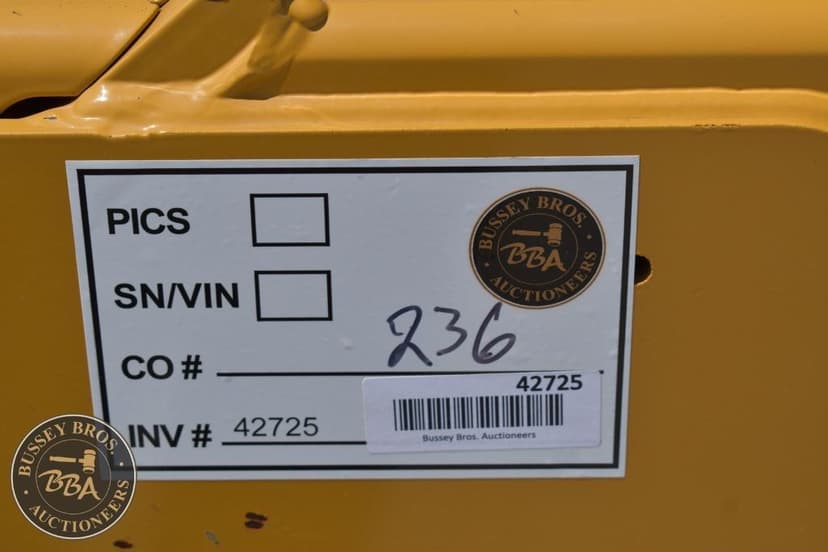 PICS
BUSSEY BROS.
BBA
AUCTIONEERS
SN/VIN
236
CO #
42725
Bussey Bros. Auctioneers
INV # 42725
BUSSEY BROS.
BBA
AUCTIONEERS